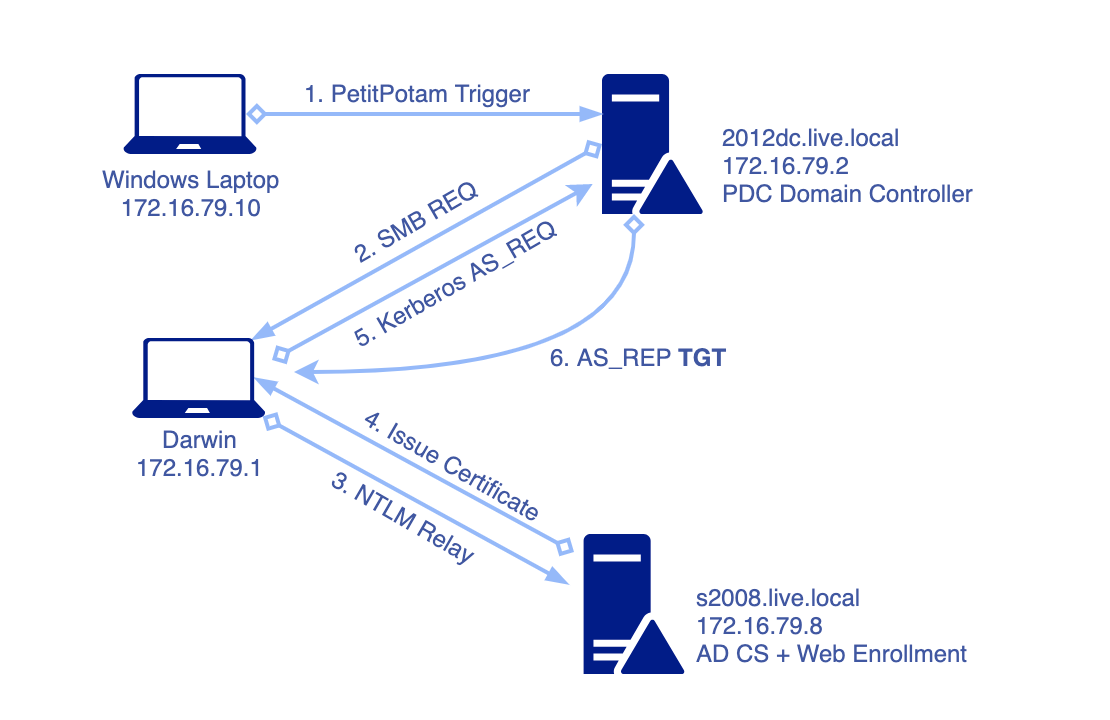 1. PetitPotam Trigger
Windows Laptop
172.16.79.10
2012dc.live.local
172.16.79.2
PDC Domain Controller
2. SMB REQ
5. Kerberos AS_REQ
6. AS_REP TGT
Darwin
172.16.79.1
4. Issue Certificate
3. NTLM Relay
s2008.live.local
172.16.79.8
AD CS + Web Enrollment